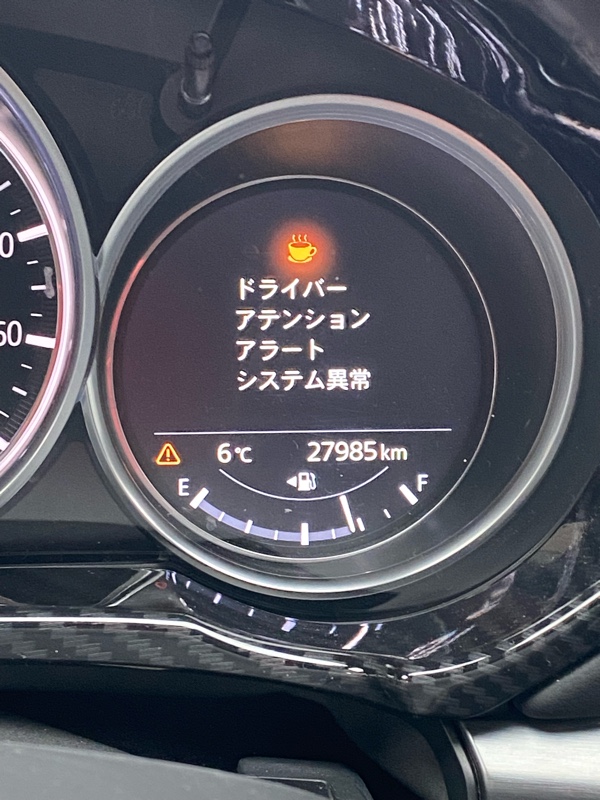 ドライバー
アテンション
アラート
システム異常
6℃ 27985km
E F